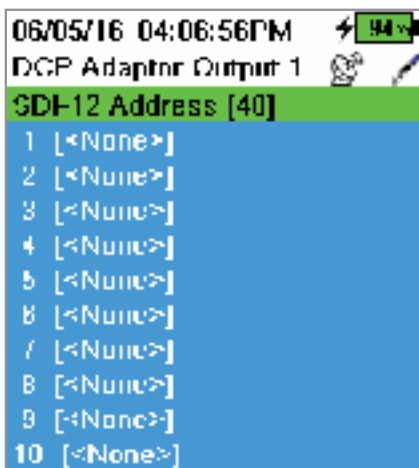 06/05/16 04:06:56PM 94%
DCP Adaptor Output 1
SDI-12 Address [40]
1 [<None>]
2 [<None>]
3 [<None>]
4 [<None>]
5 [<None>]
6 [<None>]
7 [<None>]
8 [<None>]
9 [<None>]
10 [<None>]